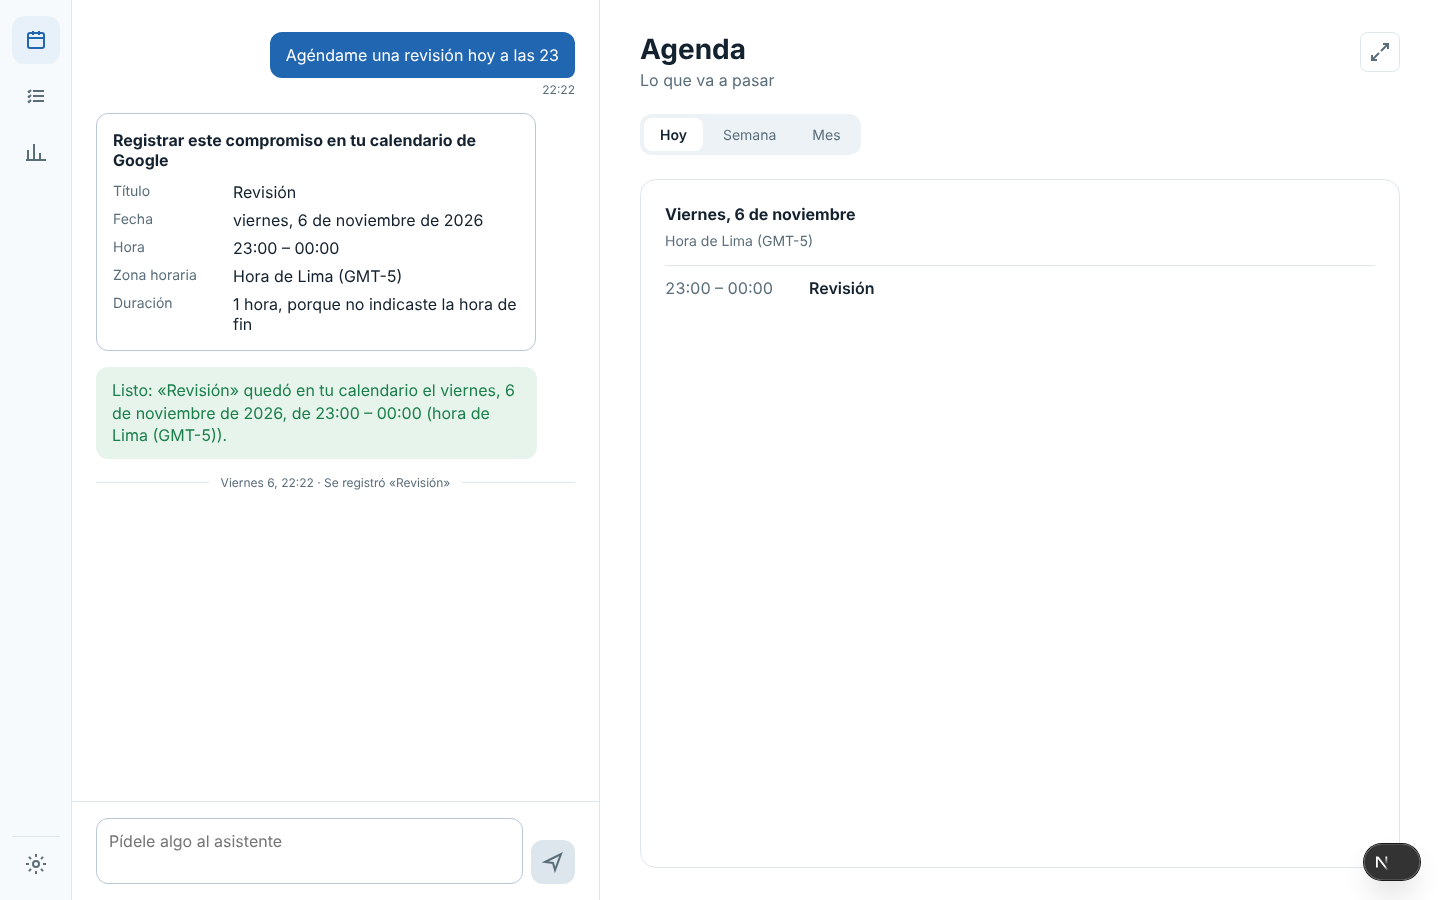 Agéndame una revisión hoy a las 23
22:22
Registrar este compromiso en tu calendario de
Google
Título Revisión
Fecha viernes, 6 de noviembre de 2026
Hora 23:00 – 00:00
Zona horaria Hora de Lima (GMT-5)
Duración 1 hora, porque no indicaste la hora de
fin
Listo: «Revisión» quedó en tu calendario el viernes, 6
de noviembre de 2026, de 23:00 – 00:00 (hora de
Lima (GMT-5)).
Viernes 6, 22:22 · Se registró «Revisión»
Pídele algo al asistente
Agenda
Lo que va a pasar
Hoy Semana Mes
Viernes, 6 de noviembre
Hora de Lima (GMT-5)
23:00 – 00:00 Revisión
N